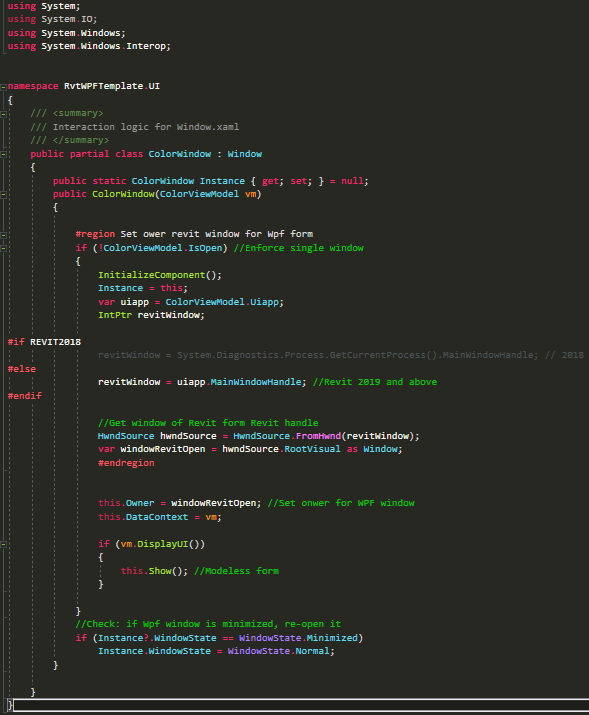 using System;
using System.IO;
using System.Windows;
using System.Windows.Interop;
namespace RvtWPFTemplate.UI
{
/// <summary>
/// Interaction logic for Window.xaml
/// </summary>
public partial class ColorWindow : Window
{
public static ColorWindow Instance { get; set; } = null;
public ColorWindow(ColorViewModel vm)
{
#region Set ower revit window for Wpf form
if (!ColorViewModel.IsOpen) //Enforce single window
{
InitializeComponent();
Instance = this;
var uiapp = ColorViewModel.Uiapp;
IntPtr revitWindow;
#if REVIT2018
revitWindow = System.Diagnostics.Process.GetCurrentProcess().MainWindowHandle; // 2018
#else
revitWindow = uiapp.MainWindowHandle; //Revit 2019 and above
#endif
//Get window of Revit form Revit handle
HwndSource hwndSource = HwndSource.FromHwnd(revitWindow);
var windowRevitOpen = hwndSource.RootVisual as Window;
#endregion
this.Owner = windowRevitOpen; //Set onwer for WPF window
this.DataContext = vm;
if (vm.DisplayUI())
{
this.Show(); //Modeless form
}
}
//Check: if Wpf window is minimized, re-open it
if (Instance?.WindowState == WindowState.Minimized)
Instance.WindowState = WindowState.Normal;
}
}
}